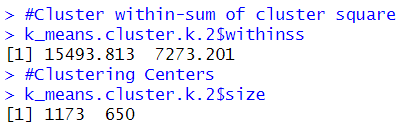 > #Cluster within-sum of cluster square
> k_means.cluster.k.2$withinss
[1] 15493.813  7273.201
> #Clustering Centers
> k_means.cluster.k.2$size
[1] 1173  650